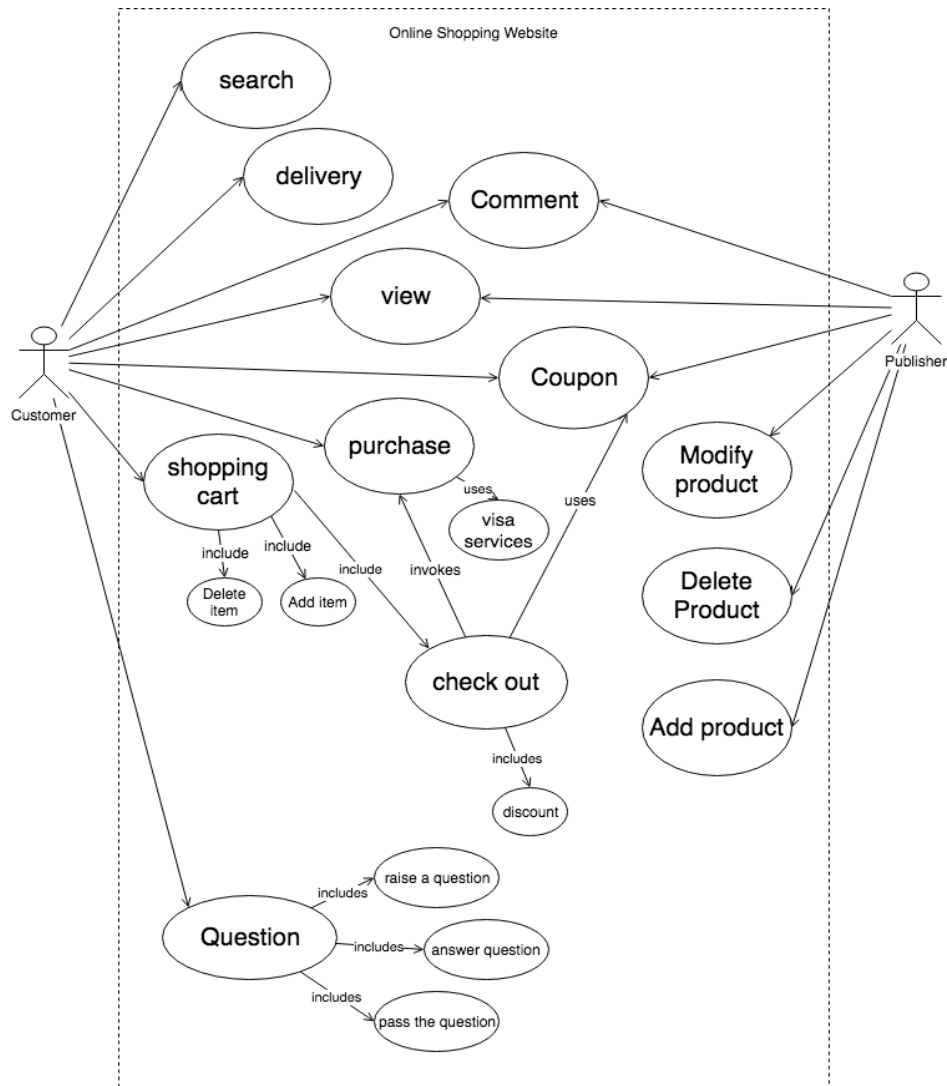 Online Shopping Website
search
delivery
Comment
view
Publisher
Coupon
Customer
purchase
shopping
cart
Modify
product
uses
uses
visa
services
include
include
include
invokes
Delete
item
Add item
Delete
Product
check out
Add product
includes
discount
raise a question
includes
Question
includes
answer question
includes
pass the question